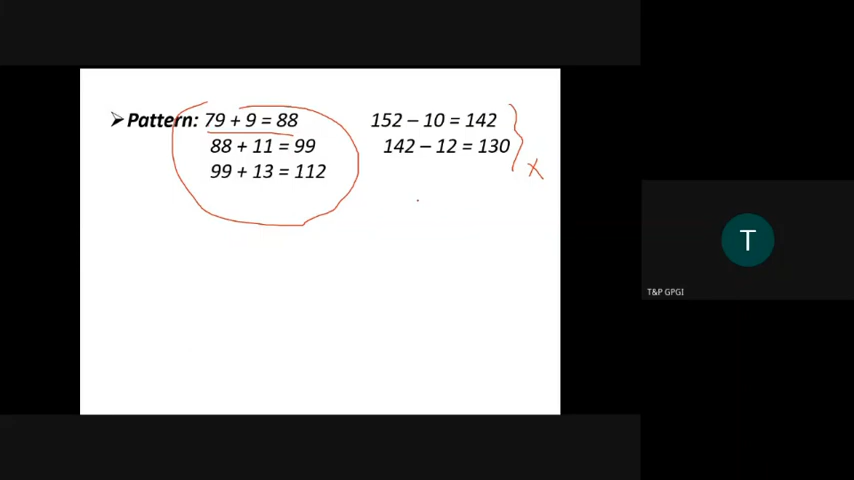 ➢Pattern: 79 + 9 = 88 152 – 10 = 142
88 + 11 = 99 142 – 12 = 130
99 + 13 = 112
x
T
T&P GPGI